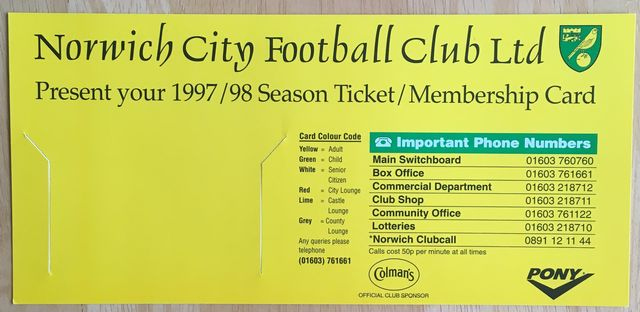 Norwich City Football Club Ltd
Present your 1997/98 Season Ticket/Membership Card
Card Colour Code
Yellow = Adult
Green = Child
White = Senior
Citizen
Red = City Lounge
Lime = Castle
Lounge
Grey = County
Lounge
Any queries please
telephone
(01603) 761661
Important Phone Numbers
Main Switchboard 01603 760760
Box Office 01603 761661
Commercial Department 01603 218712
Club Shop 01603 218711
Community Office 01603 761122
Lotteries 01603 218710
*Norwich Clubcall 0891 12 11 44
Calls cost 50p per minute at all times
Colman's
OFFICIAL CLUB SPONSOR
PONY